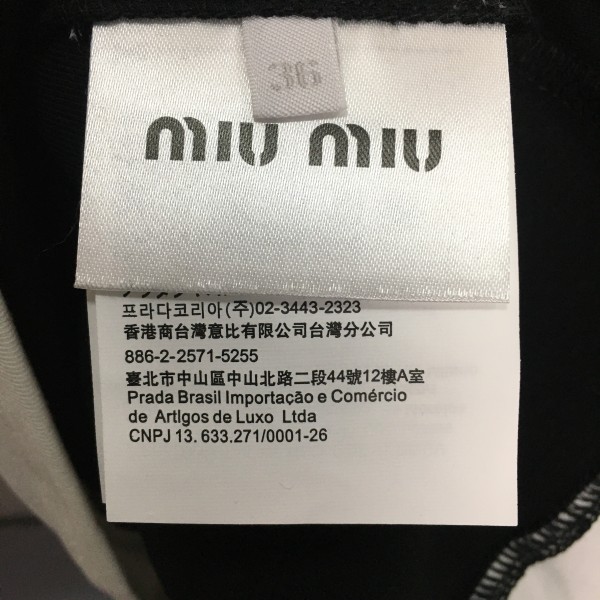 36
miu miu
프라다코리아(주)02-3443-2323
香港商台灣意比有限公司台灣分公司
886-2-2571-5255
臺北市中山區中山北路二段44號12樓A室
Prada Brasil Importação e Comércio
de Artigos de Luxo Ltda
CNPJ 13.633.271/0001-26